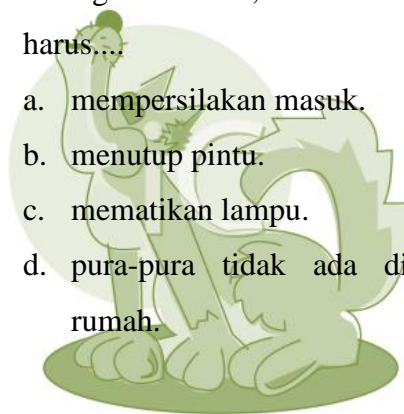 harus....
a. mempersilakan masuk.
b. menutup pintu.
c. mematikan lampu.
d. pura-pura tidak ada di
rumah.